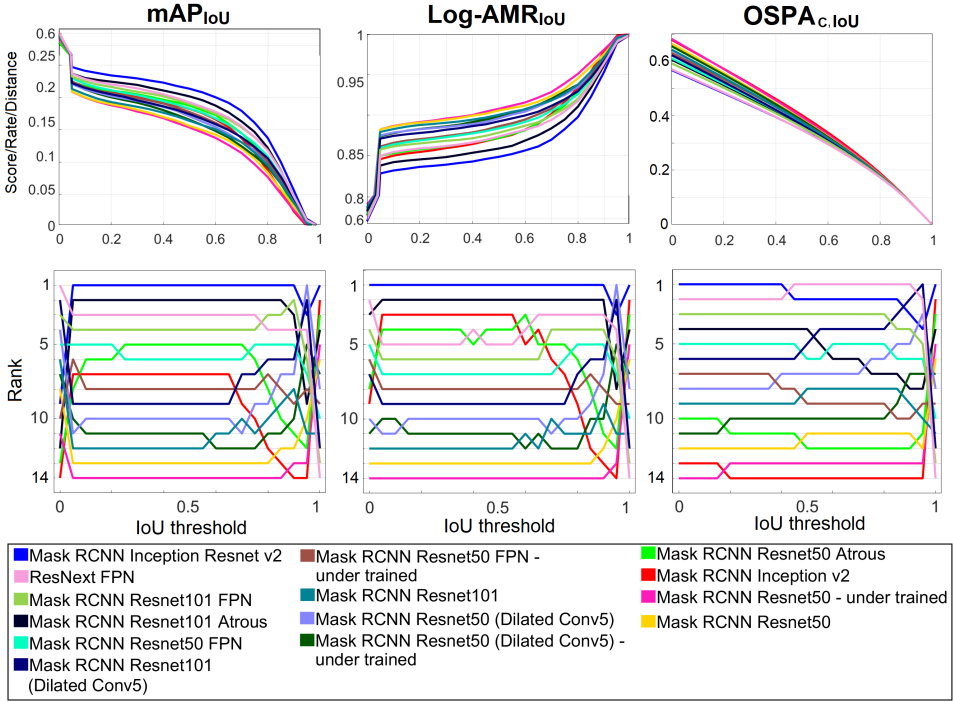 mAP_IoU
Log-AMR_IoU
OSPA_C, IoU
Score/Rate/Distance
0.6
0.25
0.2
0.15
0.1
0.05
0
0 0.2 0.4 0.6 0.8 1
1
0.95
0.85
0.8
0.6
0 0.2 0.4 0.6 0.8 1
0.6
0.4
0.2
0
0 0.2 0.4 0.6 0.8 1
Rank
1
5
10
14
0 0.2 0.4 0.6 0.8 1
IoU threshold
1
5
10
14
0 1
IoU threshold
1
5
10
14
0 1
IoU threshold
Mask RCNN Inception Resnet v2
ResNext FPN
Mask RCNN Resnet101 FPN
Mask RCNN Resnet101 Atrous
Mask RCNN Resnet50 FPN
Mask RCNN Resnet101
(Dilated Conv5)
Mask RCNN Resnet50 FPN -
under trained
Mask RCNN Resnet101
Mask RCNN Resnet50 (Dilated Conv5)
Mask RCNN Resnet50 (Dilated Conv5) -
under trained
Mask RCNN Resnet50 Atrous
Mask RCNN Inception v2
Mask RCNN Resnet50 - under trained
Mask RCNN Resnet50